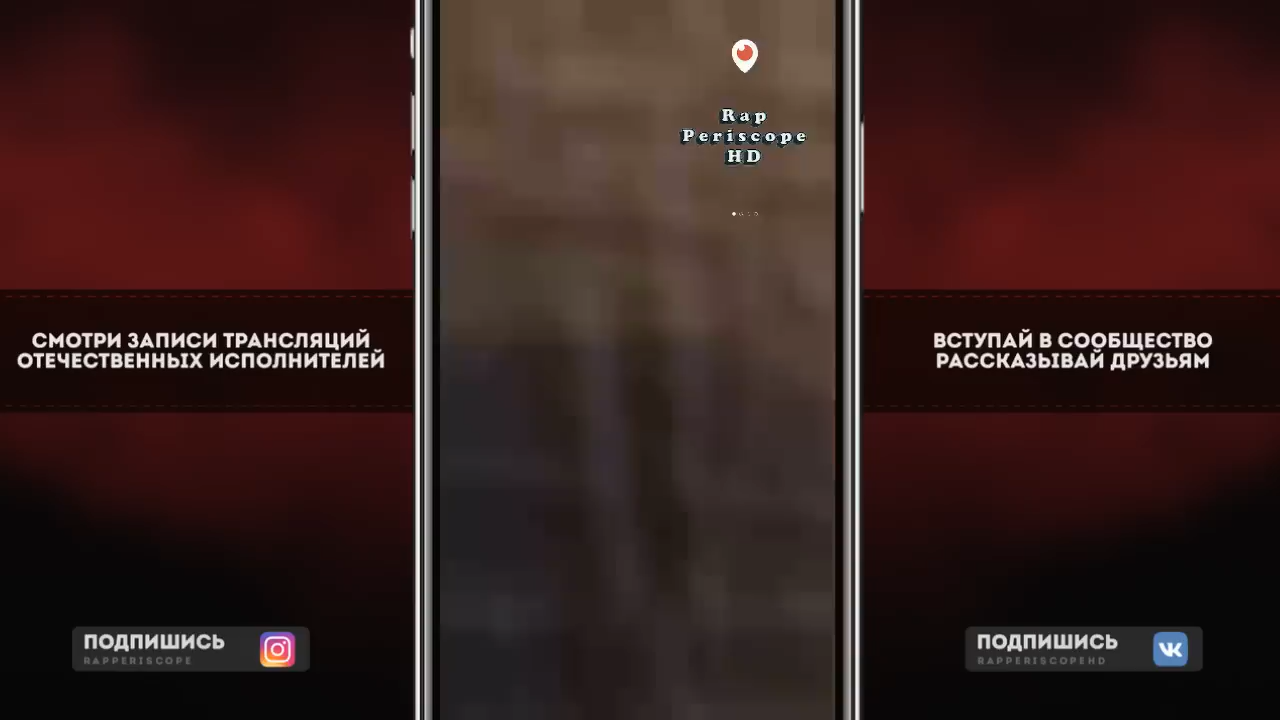 Rap
Periscope
HD
СМОТРИ ЗАПИСИ ТРАНСЛЯЦИЙ
ОТЕЧЕСТВЕННЫХ ИСПОЛНИТЕЛЕЙ
ВСТУПАЙ В СООБЩЕСТВО
РАССКАЗЫВАЙ ДРУЗЬЯМ
ПОДПИШИСЬ
RAPPERISCOPE
ПОДПИШИСЬ
RAPPERISCOPEHD